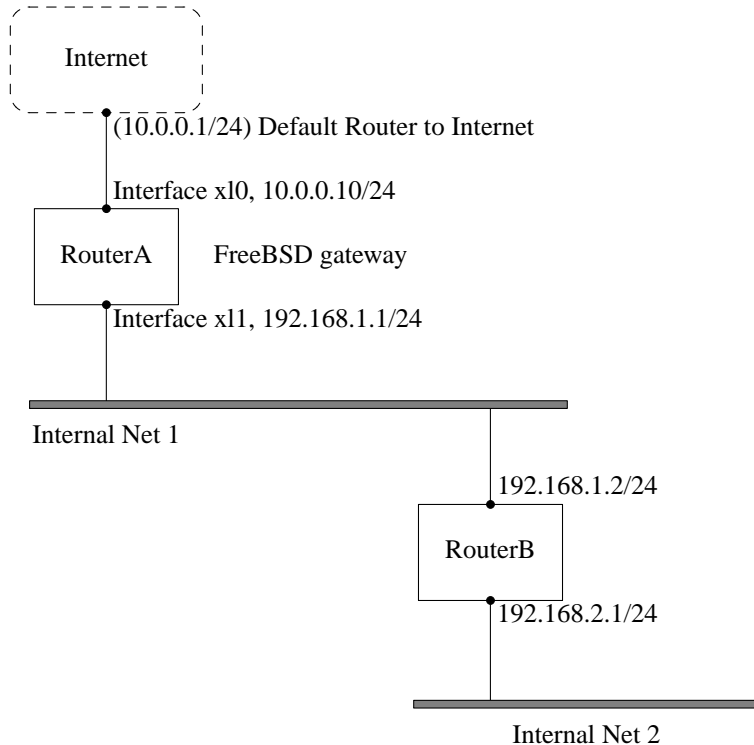 Internet
(10.0.0.1/24) Default Router to Internet
Interface xl0, 10.0.0.10/24
RouterA
FreeBSD gateway
Interface xl1, 192.168.1.1/24
Internal Net 1
192.168.1.2/24
RouterB
192.168.2.1/24
Internal Net 2